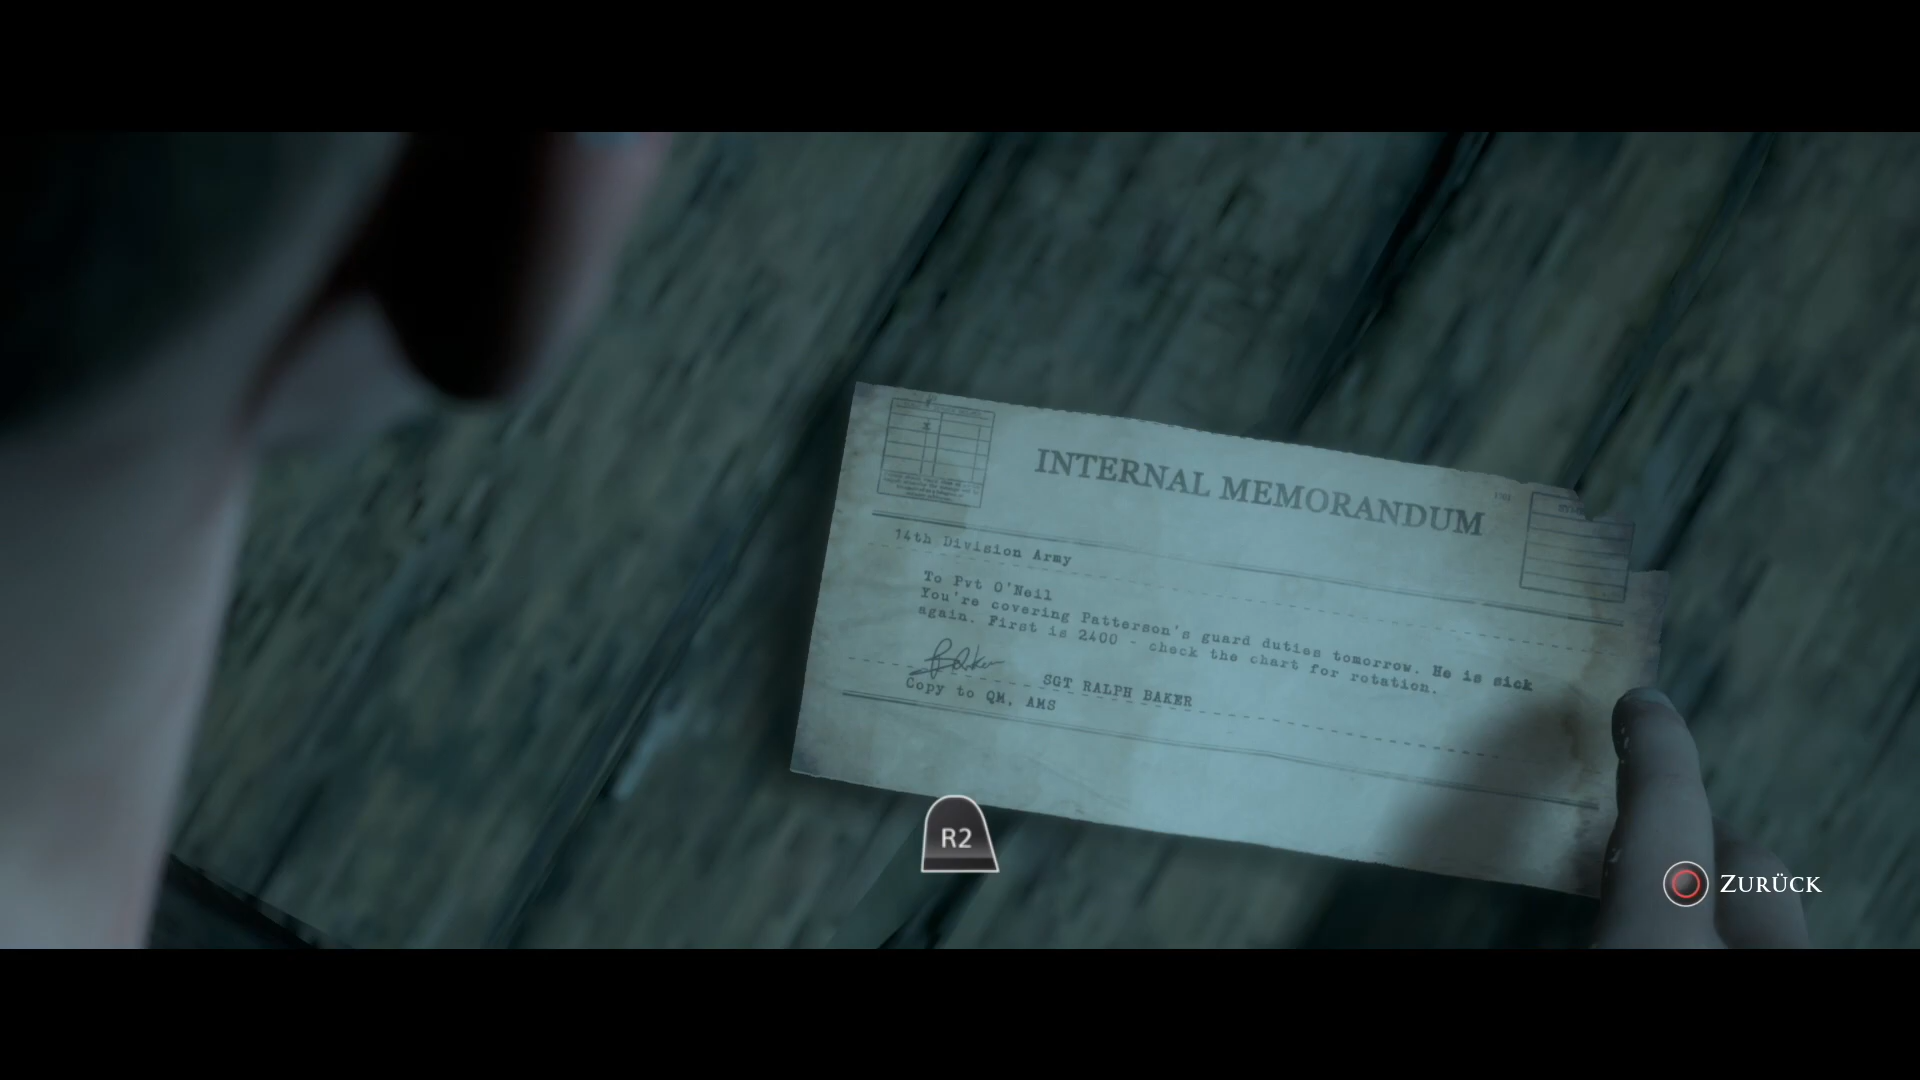 INTERNAL MEMORANDUM
14th Division Army
To Pvt O'Neil
You're covering Patterson's guard duties tomorrow. He is sick
again. First is 2400 - check the chart for rotation.
SGT RALPH BAKER
Copy to QM, AMS
R2
ZURÜCK